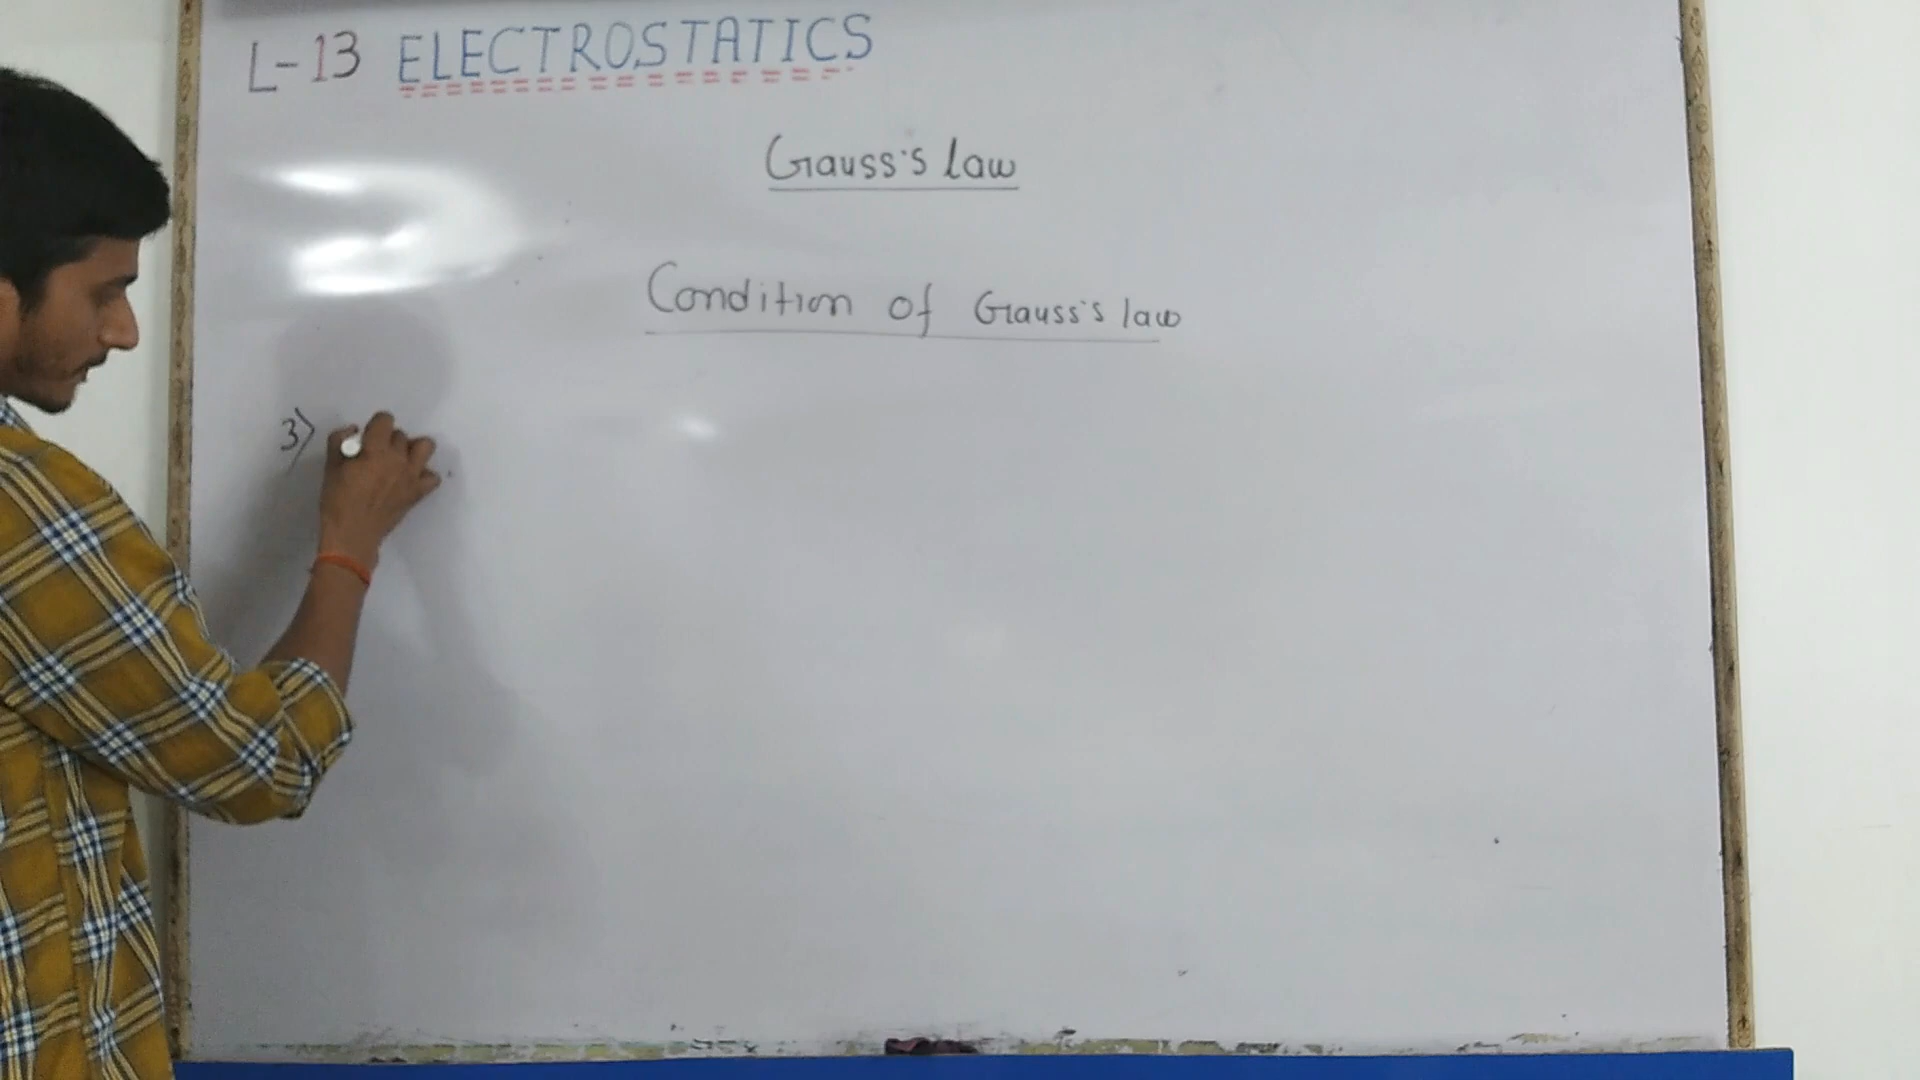 L-13 ELECTROSTATICS
Gauss's law
Condition of Gauss's law
3)